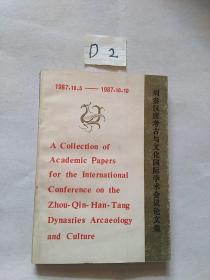 D2
1987.10.5 — 1987.10.10
A Collection of
Academic Papers
for the International
Conference on the
Zhou-Qin-Han-Tang
Dynasties Arcaeology
and Culture
周秦汉唐考古与文化国际学术会议论文集